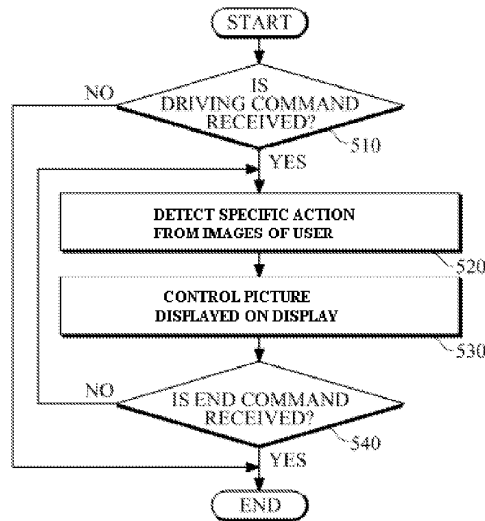 START
IS
DRIVING COMMAND
RECEIVED?
NO
510
YES
DETECT SPECIFIC ACTION
FROM IMAGES OF USER
520
CONTROL PICTURE
DISPLAYED ON DISPLAY
530
NO
IS END COMMAND
RECEIVED?
540
YES
END